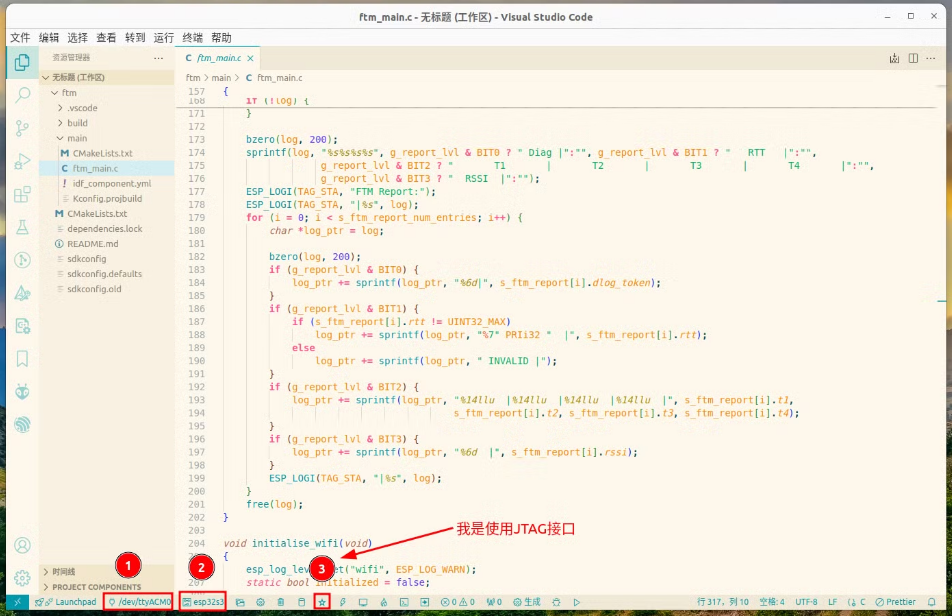 ftm_main.c - 无标题 (工作区) - Visual Studio Code
文件 编辑 选择 查看 转到 运行 终端 帮助
资源管理器
ftm_main.c
无标题 (工作区)
ftm
.vscode
build
main
CMakeLists.txt
ftm_main.c
idf_component.yml
Kconfig.projbuild
CMakeLists.txt
dependencies.lock
README.md
sdkconfig
sdkconfig.defaults
sdkconfig.old
时间线
PROJECT COMPONENTS
ftm > main > C ftm_main.c
157 {
168 if (!log) {
171 }
172
173 bzero(log, 200);
174 sprintf(log, "%s%s%s%s", g_report_lvl & BIT0 ? " Diag |":"", g_report_lvl & BIT1 ? "   RTT   |":"",
175 g_report_lvl & BIT2 ? "       T1       |       T2       |       T3       |       T4       |":"",
176 g_report_lvl & BIT3 ? "  RSSI  |":"");
177 ESP_LOGI(TAG_STA, "FTM Report:");
178 ESP_LOGI(TAG_STA, "|%s", log);
179 for (i = 0; i < s_ftm_report_num_entries; i++) {
180 char *log_ptr = log;
181
182 bzero(log, 200);
183 if (g_report_lvl & BIT0) {
184 log_ptr += sprintf(log_ptr, "%6d|", s_ftm_report[i].dlog_token);
185 }
186 if (g_report_lvl & BIT1) {
187 if (s_ftm_report[i].rtt != UINT32_MAX)
188 log_ptr += sprintf(log_ptr, "%7" PRIi32 "  |", s_ftm_report[i].rtt);
189 else
190 log_ptr += sprintf(log_ptr, " INVALID |");
191 }
192 if (g_report_lvl & BIT2) {
193 log_ptr += sprintf(log_ptr, "%14llu  |%14llu  |%14llu  |%14llu  |", s_ftm_report[i].t1,
194 s_ftm_report[i].t2, s_ftm_report[i].t3, s_ftm_report[i].t4);
195 }
196 if (g_report_lvl & BIT3) {
197 log_ptr += sprintf(log_ptr, "%6d  |", s_ftm_report[i].rssi);
198 }
199 ESP_LOGI(TAG_STA, "|%s", log);
200 }
201 free(log);
202 }
203
204 void initialise_wifi(void)
{
esp_log_lev et("wifi", ESP_LOG_WARN);
207 static bool initialized = false;
我是使用JTAG接口
1
2
3
Launchpad /dev/ttyACM0 esp32s3 0 0 0 生成 行 317，列 10 空格: 4 UTF-8 LF C Prettier